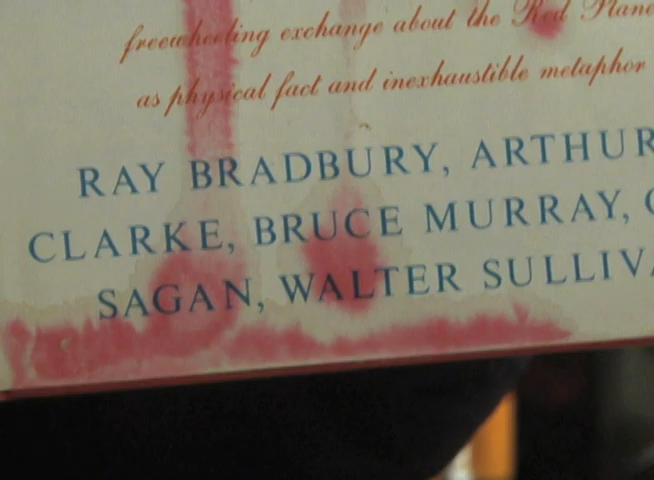 freewheeling exchange about the Red Plane
as physical fact and inexhaustible metaphor
RAY BRADBURY, ARTHUR
CLARKE, BRUCE MURRAY, C
SAGAN, WALTER SULLIVA